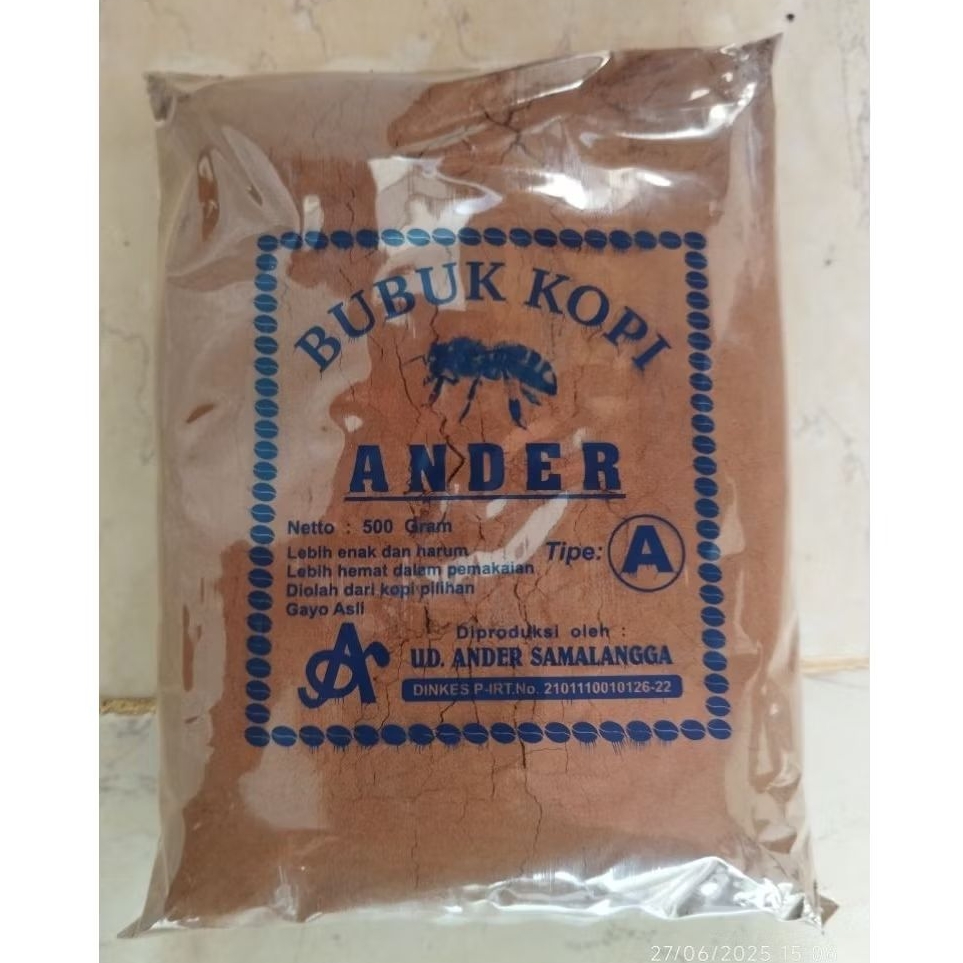 BUBUK KOPI
ANDER
Netto : 500 Gram
Lebih enak dan harum
Lebih hemat dalam pemakaian
Diolah dari kopi pilihan
Gayo Asli
Tipe: A
Diproduksi oleh :
U.D. ANDER SAMALANGGA
DINKES P-IRT.No. 2101110010126-22
27/06/2025